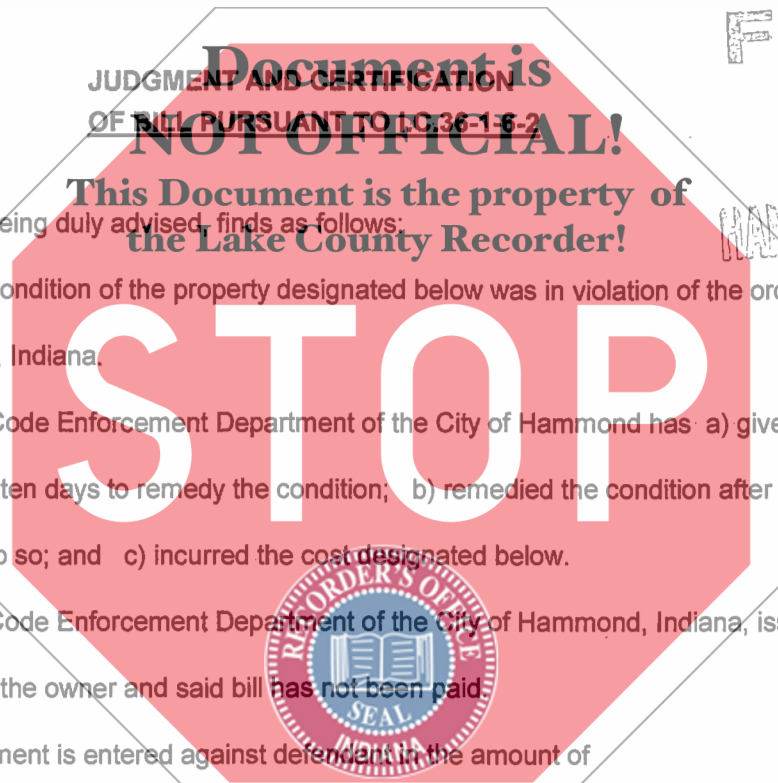 F
Document is
JUDGMENT AND CERTIFICATION
OF BILL PURSUANT TO I.C.36-1-6-2
NOT OFFICIAL!
This Document is the property of
eing duly advised, finds as follows:
the Lake County Recorder!
HAM
ondition of the property designated below was in violation of the ord
, Indiana.
STOP
Code Enforcement Department of the City of Hammond has a) give
ten days to remedy the condition; b) remedied the condition after
o so; and c) incurred the cost designated below.
RECORDER'S OFFICE
Code Enforcement Department of the City of Hammond, Indiana, iss
the owner and said bill has not been paid.
SEAL
INDIANA
ment is entered against defendant in the amount of